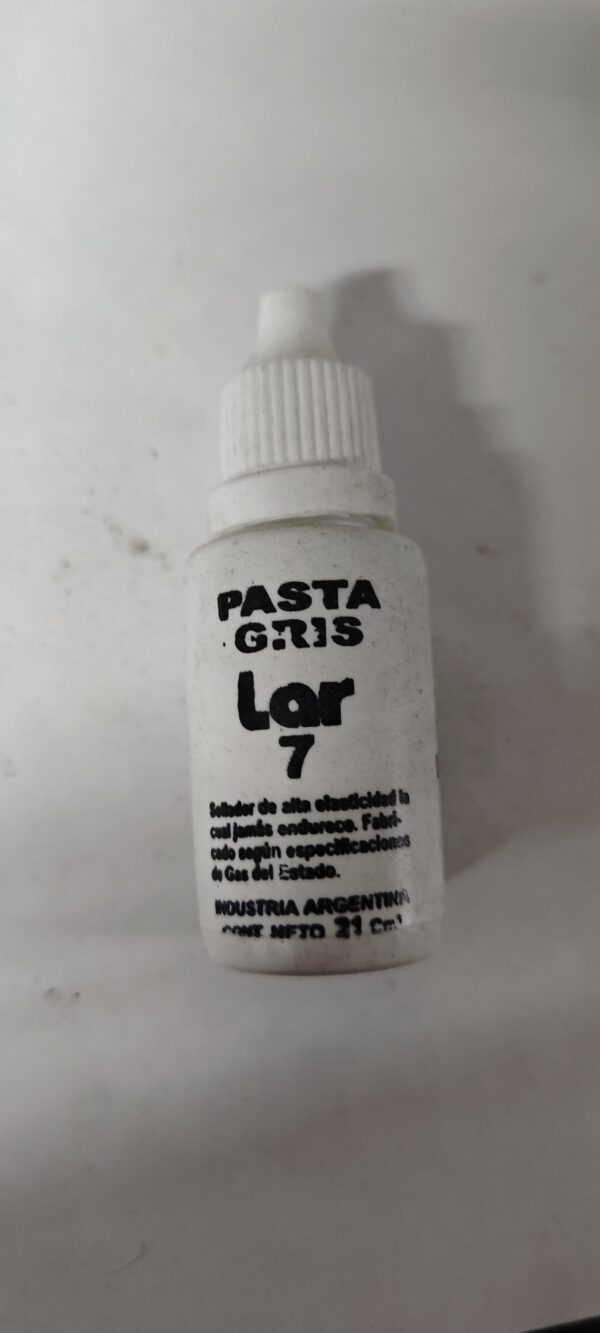 PASTA
GRIS
Lar
7
Sellador de alta elasticidad la
cual jamás endurece. Fabri-
cado según especificaciones
de Gas del Estado.
INDUSTRIA ARGENTINA
CONT. NETO 21 Cm³